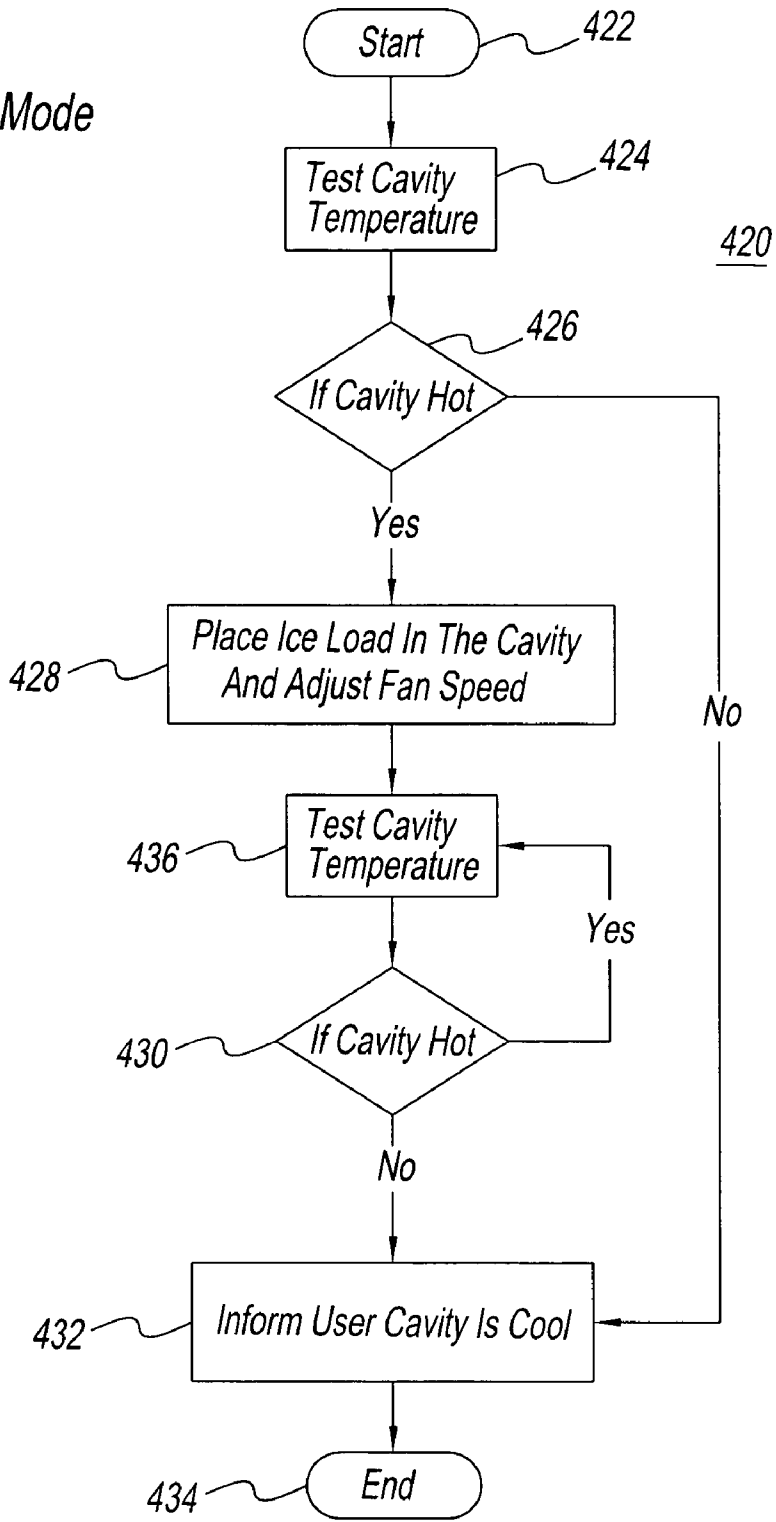 Start
422
Mode
Test Cavity
Temperature
424
420
426
If Cavity Hot
Yes
Place Ice Load In The Cavity
And Adjust Fan Speed
428
No
Test Cavity
Temperature
436
Yes
If Cavity Hot
430
No
Inform User Cavity Is Cool
432
End
434